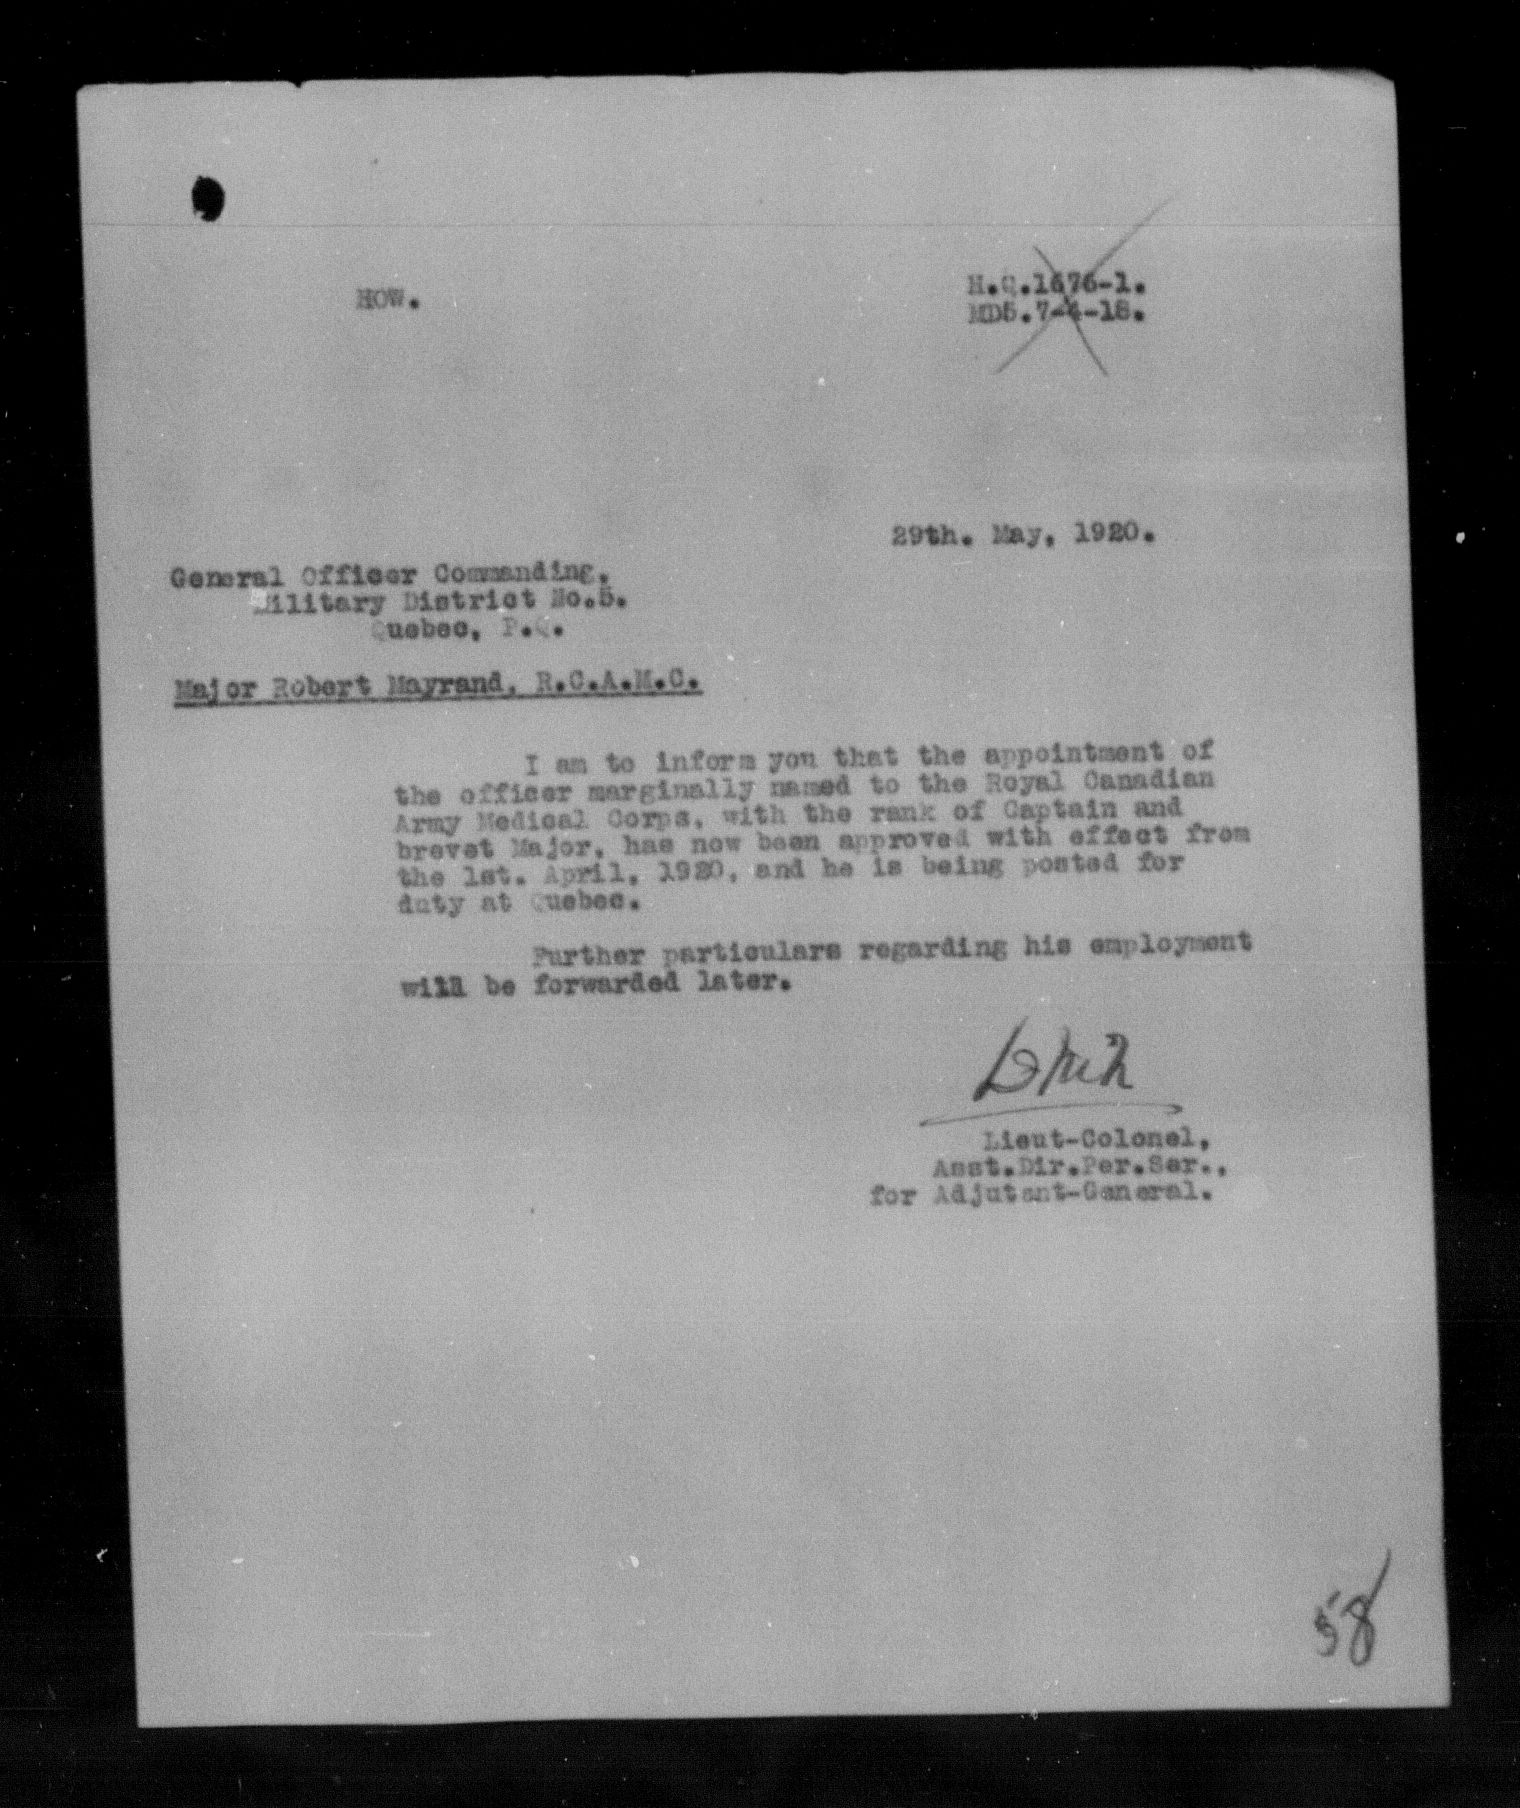 HOW.
H.Q.1676-1.
MD5.7-4-18.
29th. May, 1920.
General Officer Commanding,
Military District No.5.
Quebec, P.Q.
Major Robert Mayrand, R.C.A.M.C.
I am to inform you that the appointment of
the officer marginally named to the Royal Canadian
Army Medical Corps, with the rank of Captain and
brevet Major, has now been approved with effect from
the 1st. April, 1920, and he is being posted for
duty at Quebec.
Further particulars regarding his employment
will be forwarded later.
Lieut-Colonel,
Asst.Dir.Per.Ser.,
for Adjutant-General.
58